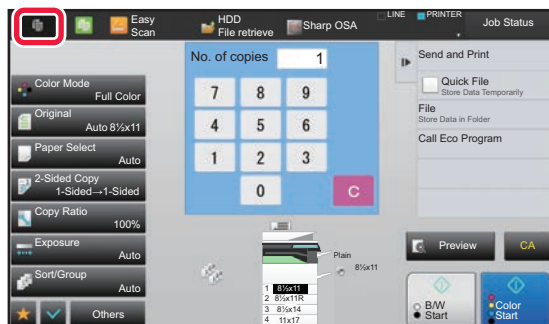 Easy
Scan
HDD
File retrieve
Sharp OSA
LINE
PRINTER
Job Status
No. of copies
1
7 8 9
4 5 6
1 2 3
0 C
Color Mode
Full Color
Original
Auto 8½x11
Paper Select
Auto
2-Sided Copy
1-Sided→1-Sided
Copy Ratio
100%
Exposure
Auto
Sort/Group
Auto
Others
Plain
8½x11
1 8½x11
2 8½x11R
3 8½x14
4 11x17
Send and Print
Quick File
Store Data Temporarily
File
Store Data in Folder
Call Eco Program
Preview
CA
B/W
Start
Color
Start